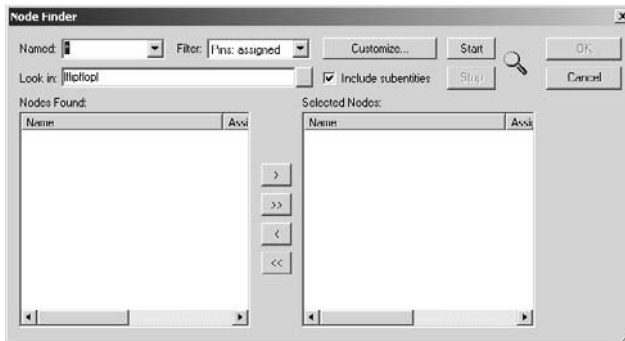 Node Finder
Named: * Filter: Pins: assigned Customize... Start OK
Look in: |flipflop| Include subentities Stop Cancel
Nodes Found: Selected Nodes:
Name Assi Name Assi
>
>>
<
<<